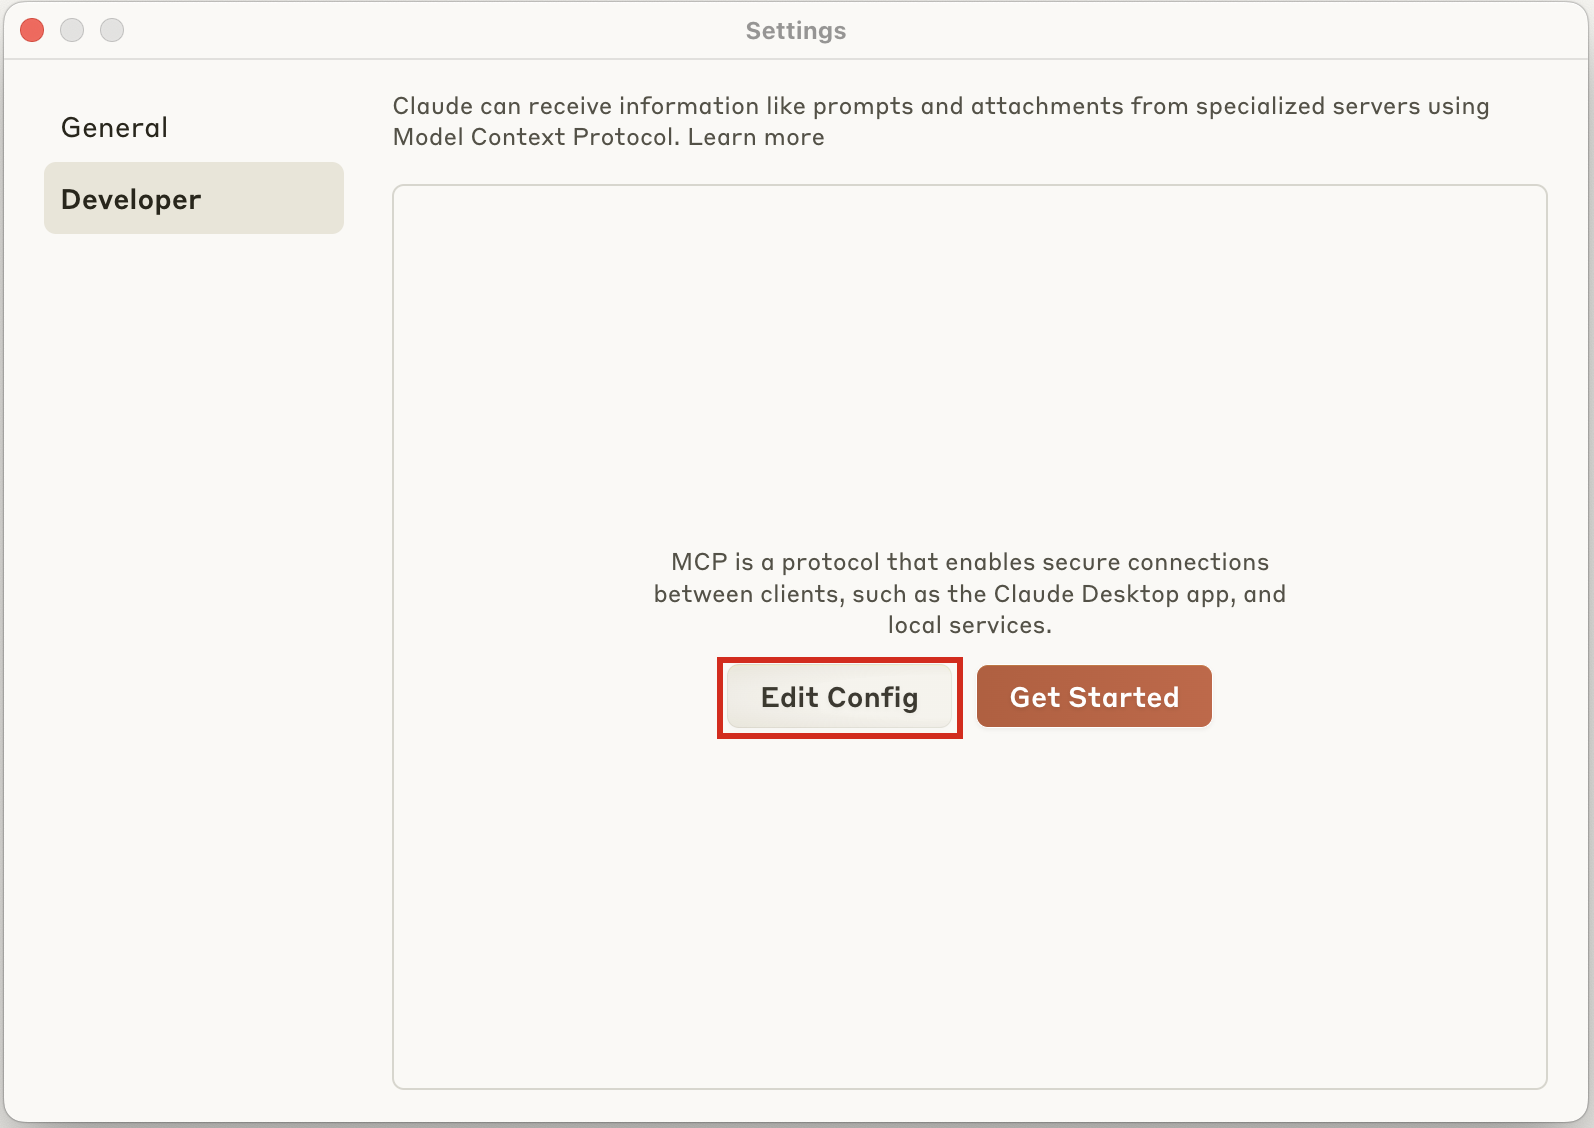 Settings
General
Developer
Claude can receive information like prompts and attachments from specialized servers using
Model Context Protocol. Learn more
MCP is a protocol that enables secure connections
between clients, such as the Claude Desktop app, and
local services.
Edit Config
Get Started